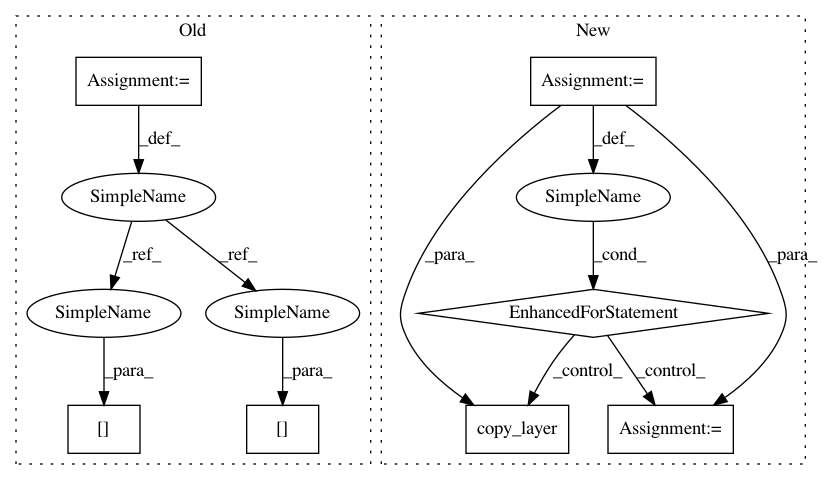 Old
New
Assignment:=
Assignment:=
_def_
_def_
SimpleName
SimpleName
_ref_
_ref_
_para_
_cond_
_para_
SimpleName
SimpleName
EnhancedForStatement
_para_
_para_
_control_
_control_
[]
[]
copy_layer
Assignment:=